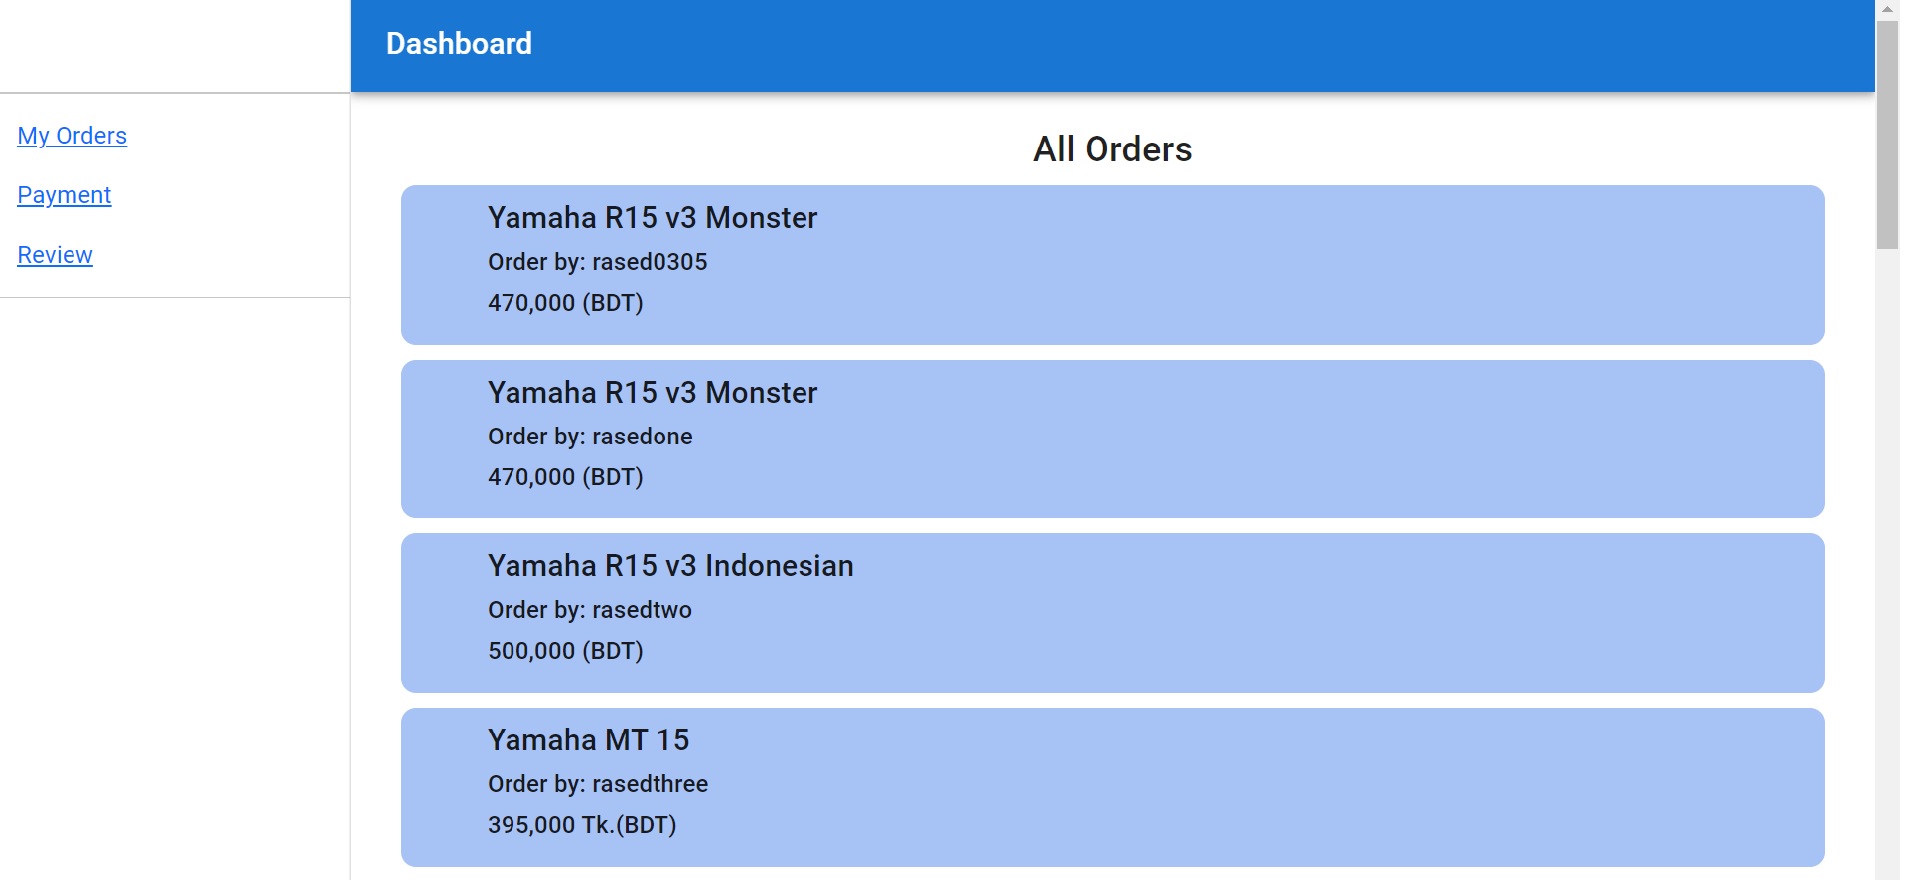 Dashboard
My Orders
Payment
Review
All Orders
Yamaha R15 v3 Monster
Order by: rased0305
470,000 (BDT)
Yamaha R15 v3 Monster
Order by: rasedone
470,000 (BDT)
Yamaha R15 v3 Indonesian
Order by: rasedtwo
500,000 (BDT)
Yamaha MT 15
Order by: rasedthree
395,000 Tk.(BDT)